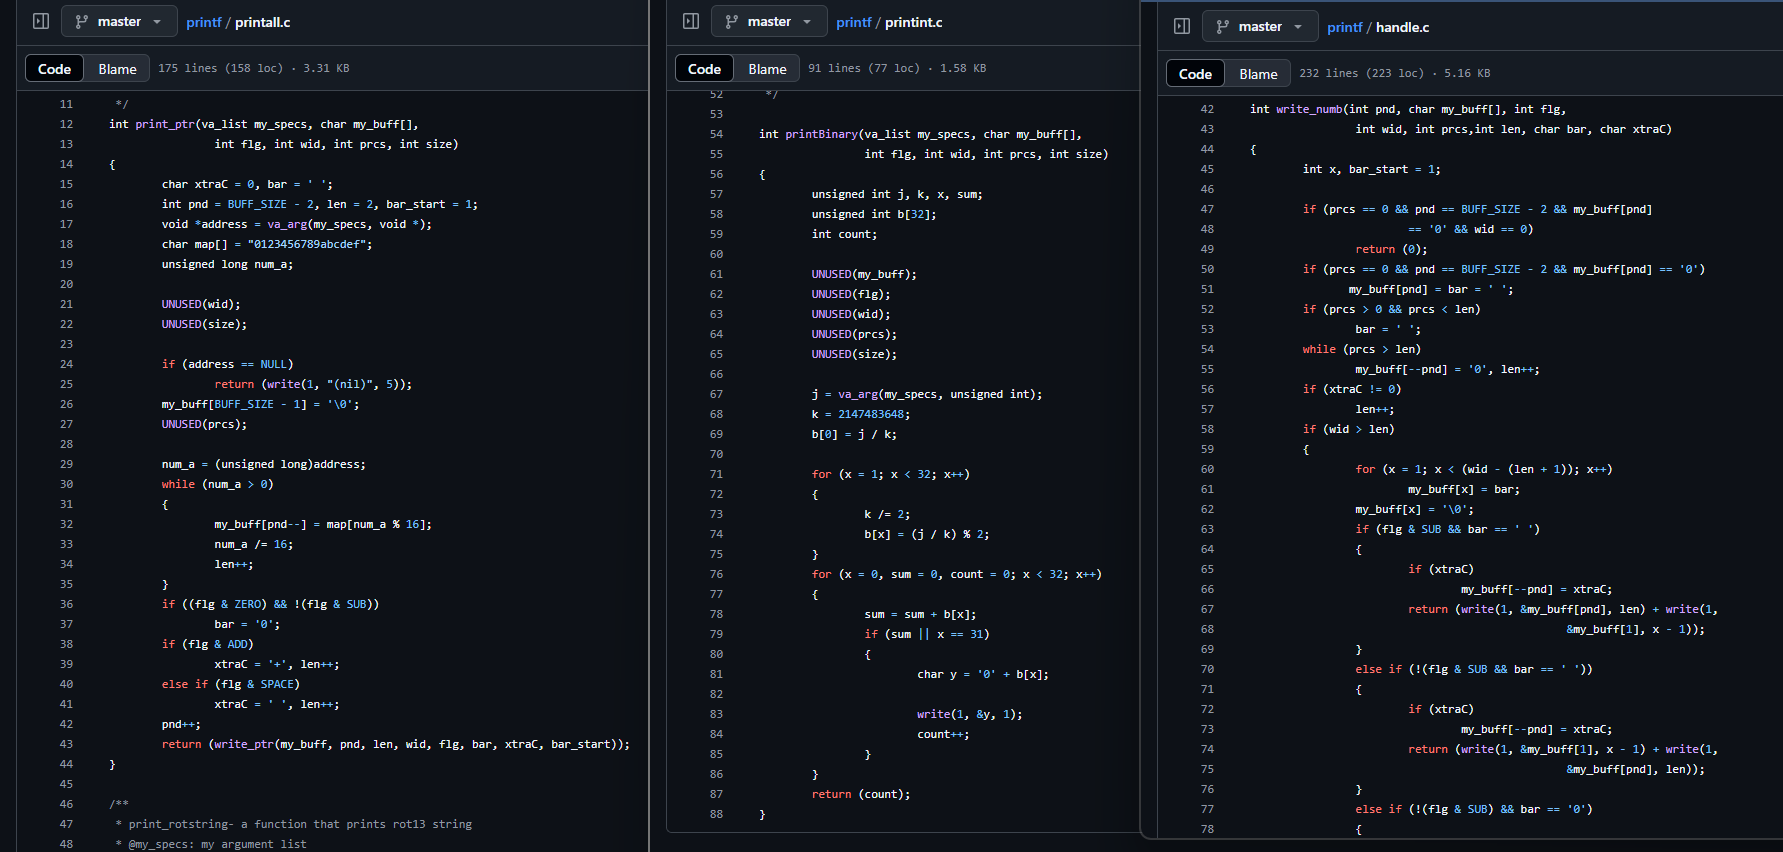 master
printf / printall.c
Code
Blame
175 lines (158 loc) · 3.31 KB
11 */
12 int print_ptr(va_list my_specs, char my_buff[],
13 int flg, int wid, int prcs, int size)
14 {
15 char xtraC = 0, bar = ' ';
16 int pnd = BUFF_SIZE - 2, len = 2, bar_start = 1;
17 void *address = va_arg(my_specs, void *);
18 char map[] = "0123456789abcdef";
19 unsigned long num_a;
20
21 UNUSED(wid);
22 UNUSED(size);
23
24 if (address == NULL)
25 return (write(1, "(nil)", 5));
26 my_buff[BUFF_SIZE - 1] = '\0';
27 UNUSED(prcs);
28
29 num_a = (unsigned long)address;
30 while (num_a > 0)
31 {
32 my_buff[pnd--] = map[num_a % 16];
33 num_a /= 16;
34 len++;
35 }
36 if ((flg & ZERO) && !(flg & SUB))
37 bar = '0';
38 if (flg & ADD)
39 xtraC = '+', len++;
40 else if (flg & SPACE)
41 xtraC = ' ', len++;
42 pnd++;
43 return (write_ptr(my_buff, pnd, len, wid, flg, bar, xtraC, bar_start));
44 }
45
46 /**
47 * print_rotstring- a function that prints rot13 string
48 * @my_specs: my argument list
master
printf / printint.c
Code
Blame
91 lines (77 loc) · 1.58 KB
52 */
53
54 int printBinary(va_list my_specs, char my_buff[],
55 int flg, int wid, int prcs, int size)
56 {
57 unsigned int j, k, x, sum;
58 unsigned int b[32];
59 int count;
60
61 UNUSED(my_buff);
62 UNUSED(flg);
63 UNUSED(wid);
64 UNUSED(prcs);
65 UNUSED(size);
66
67 j = va_arg(my_specs, unsigned int);
68 k = 2147483648;
69 b[0] = j / k;
70
71 for (x = 1; x < 32; x++)
72 {
73 k /= 2;
74 b[x] = (j / k) % 2;
75 }
76 for (x = 0, sum = 0, count = 0; x < 32; x++)
77 {
78 sum = sum + b[x];
79 if (sum || x == 31)
80 {
81 char y = '0' + b[x];
82
83 write(1, &y, 1);
84 count++;
85 }
86 }
87 return (count);
88 }
master
printf / handle.c
Code
Blame
232 lines (223 loc) · 5.16 KB
42 int write_numb(int pnd, char my_buff[], int flg,
43 int wid, int prcs,int len, char bar, char xtraC)
44 {
45 int x, bar_start = 1;
46
47 if (prcs == 0 && pnd == BUFF_SIZE - 2 && my_buff[pnd]
48 == '0' && wid == 0)
49 return (0);
50 if (prcs == 0 && pnd == BUFF_SIZE - 2 && my_buff[pnd] == '0')
51 my_buff[pnd] = bar = ' ';
52 if (prcs > 0 && prcs < len)
53 bar = ' ';
54 while (prcs > len)
55 my_buff[--pnd] = '0', len++;
56 if (xtraC != 0)
57 len++;
58 if (wid > len)
59 {
60 for (x = 1; x < (wid - (len + 1)); x++)
61 my_buff[x] = bar;
62 my_buff[x] = '\0';
63 if (flg & SUB && bar == ' ')
64 {
65 if (xtraC)
66 my_buff[--pnd] = xtraC;
67 return (write(1, &my_buff[pnd], len) + write(1,
68 &my_buff[1], x - 1));
69 }
70 else if (!(flg & SUB && bar == ' '))
71 {
72 if (xtraC)
73 my_buff[--pnd] = xtraC;
74 return (write(1, &my_buff[1], x - 1) + write(1,
75 &my_buff[pnd], len));
76 }
77 else if (!(flg & SUB) && bar == '0')
78 {